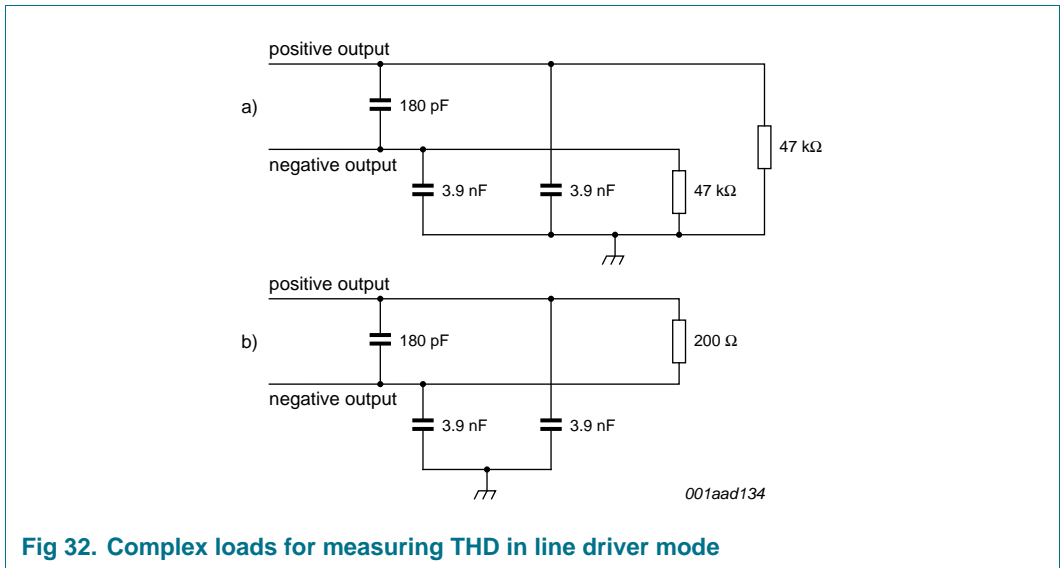 positive output
a)
180 pF
47 kΩ
negative output
3.9 nF
3.9 nF
47 kΩ
positive output
b)
180 pF
200 Ω
negative output
3.9 nF
3.9 nF
001aad134
Fig 32. Complex loads for measuring THD in line driver mode